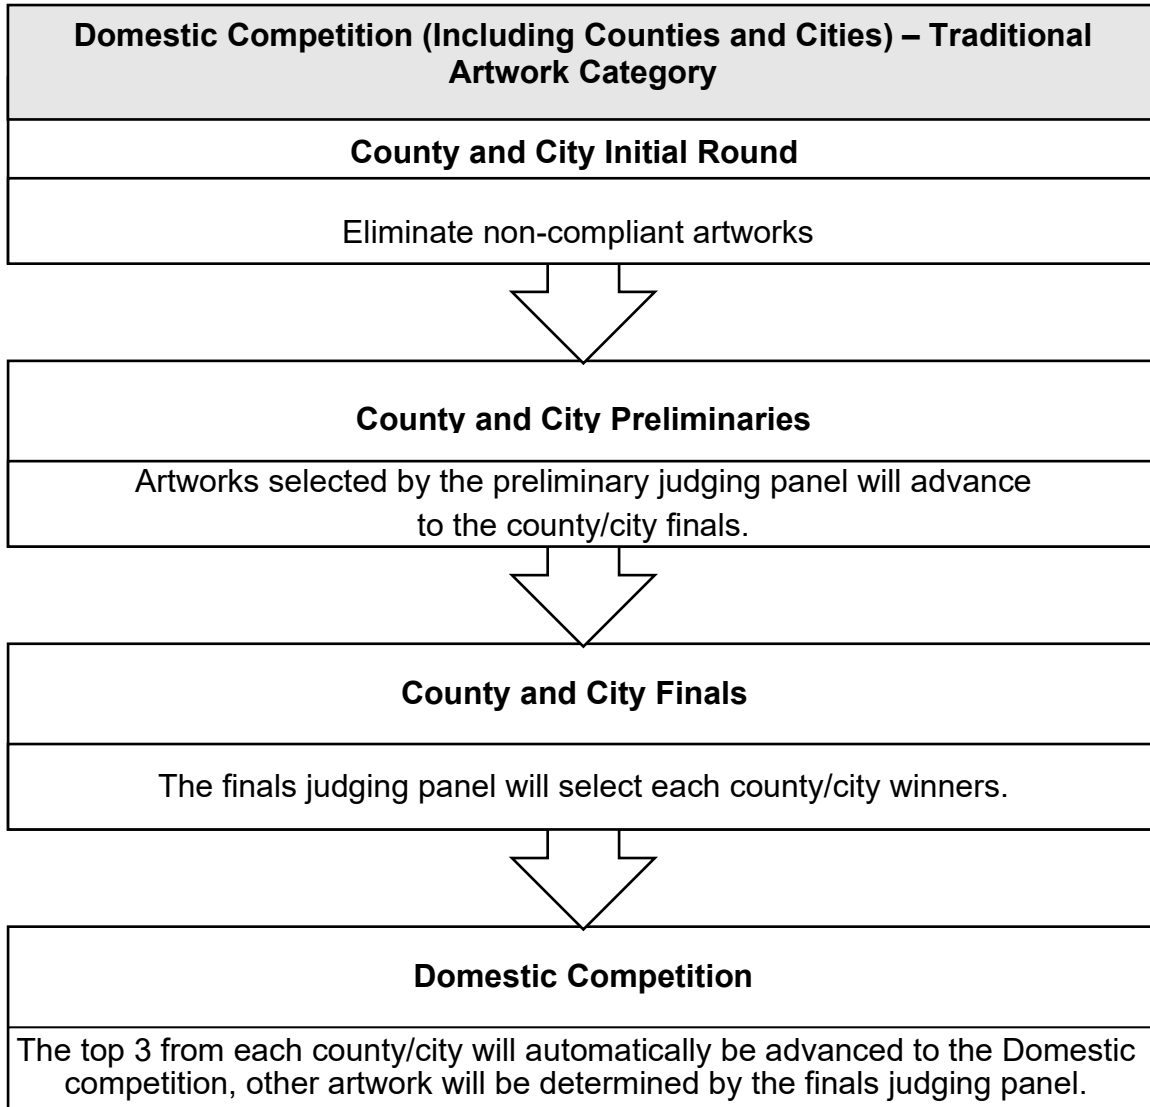 Domestic Competition (Including Counties and Cities) – Traditional
Artwork Category
County and City Initial Round
Eliminate non-compliant artworks
County and City Preliminaries
Artworks selected by the preliminary judging panel will advance
to the county/city finals.
County and City Finals
The finals judging panel will select each county/city winners.
Domestic Competition
The top 3 from each county/city will automatically be advanced to the Domestic
competition, other artwork will be determined by the finals judging panel.